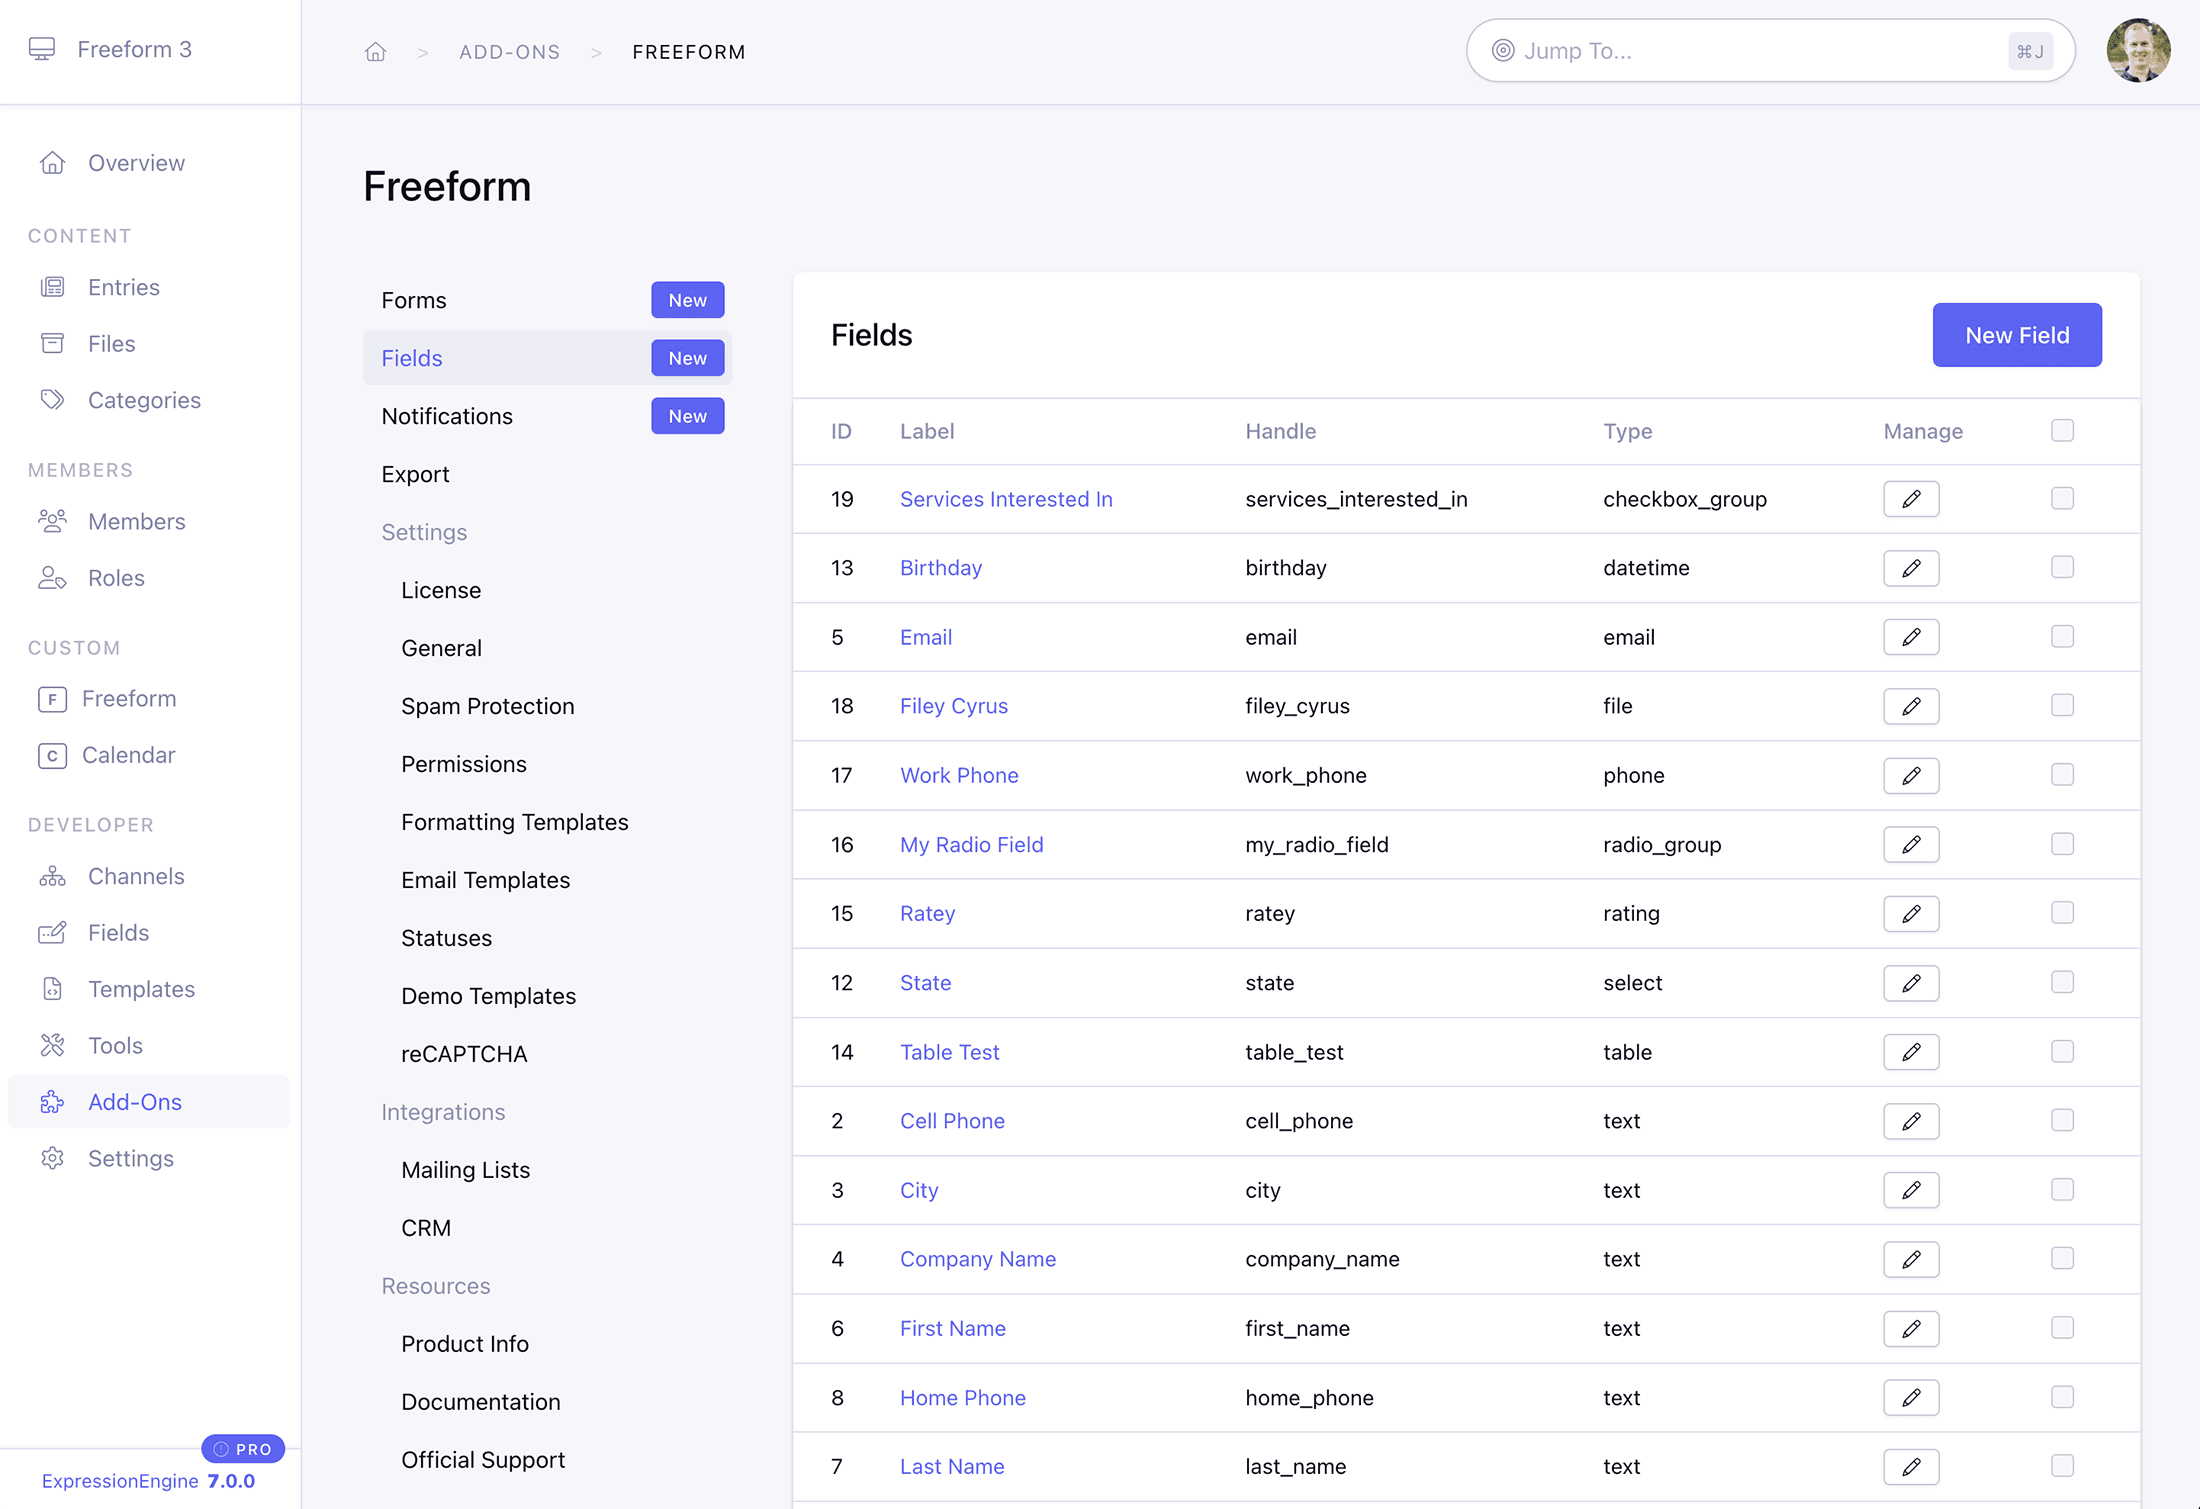 Freeform 3
> ADD-ONS > FREEFORM
Jump To...
⌘J
Overview
CONTENT
Entries
Files
Categories
MEMBERS
Members
Roles
CUSTOM
F Freeform
C Calendar
DEVELOPER
Channels
Fields
Templates
Tools
Add-Ons
Settings
PRO
ExpressionEngine 7.0.0
Freeform
Forms New
Fields New
Notifications New
Export
Settings
License
General
Spam Protection
Permissions
Formatting Templates
Email Templates
Statuses
Demo Templates
reCAPTCHA
Integrations
Mailing Lists
CRM
Resources
Product Info
Documentation
Official Support
Fields
New Field
ID Label Handle Type Manage
19 Services Interested In services_interested_in checkbox_group
13 Birthday birthday datetime
5 Email email email
18 Filey Cyrus filey_cyrus file
17 Work Phone work_phone phone
16 My Radio Field my_radio_field radio_group
15 Ratey ratey rating
12 State state select
14 Table Test table_test table
2 Cell Phone cell_phone text
3 City city text
4 Company Name company_name text
6 First Name first_name text
8 Home Phone home_phone text
7 Last Name last_name text